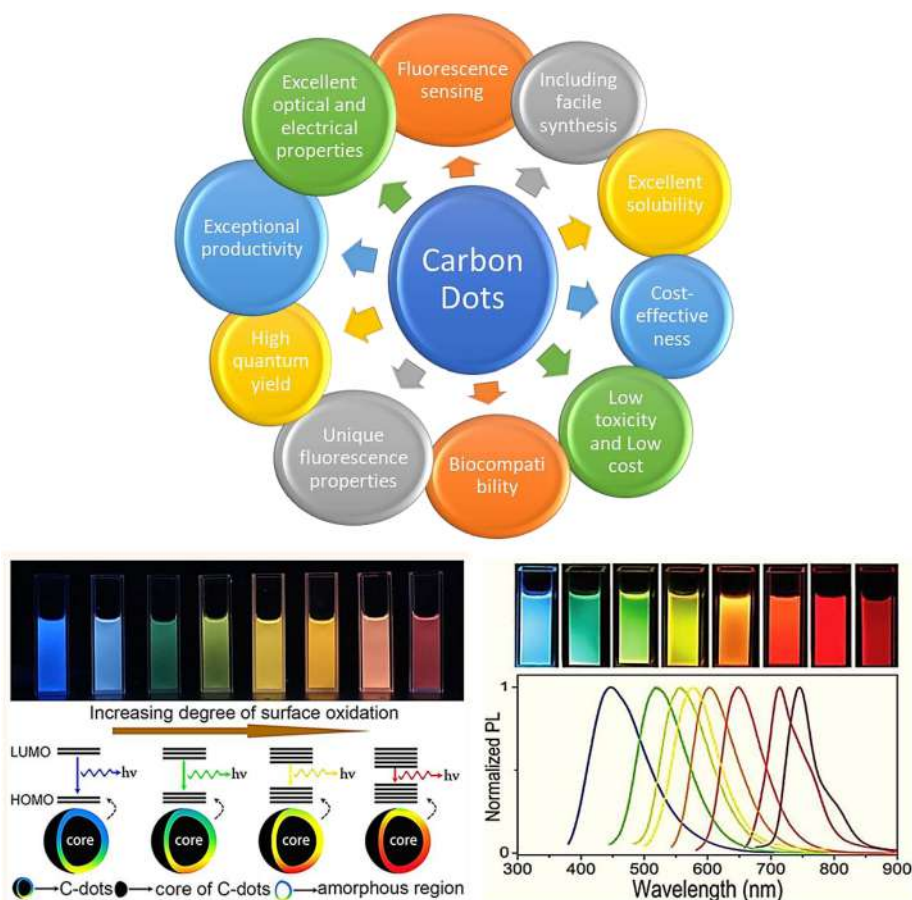 Fluorescence
sensing
Including
facile
synthesis
Excellent
solubility
Cost-
effective
ness
Low
toxicity
and Low
cost
Biocompati
bility
Unique
fluorescence
properties
High
quantum
yield
Exceptional
productivity
Excellent
optical and
electrical
properties
Carbon
Dots
Increasing degree of surface oxidation
LUMO
hν
hν
hν
hν
HOMO
core
core
core
core
C-dots
core of C-dots
amorphous region
1
Normalized PL
0
300
400
500
600
700
800
900
Wavelength (nm)